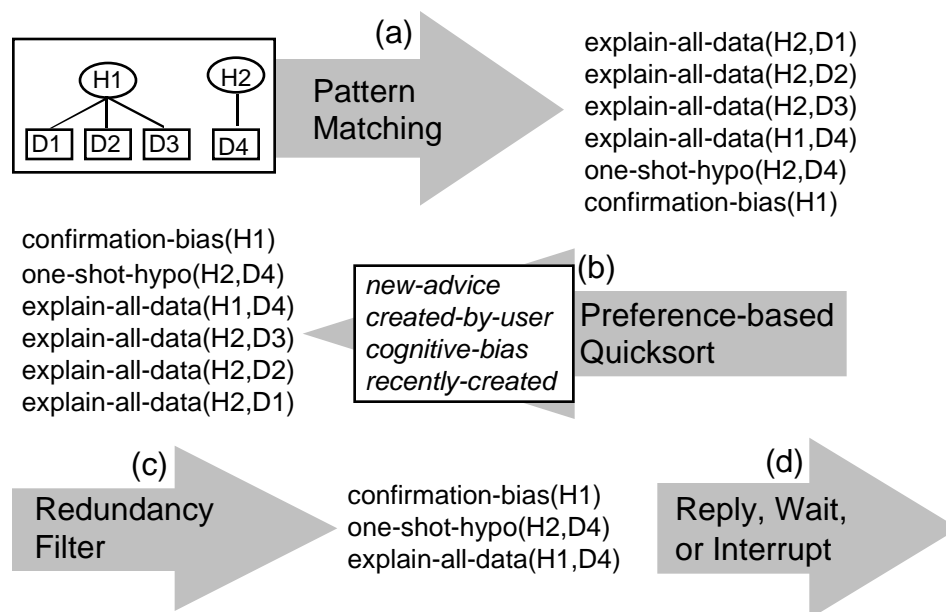 (a)
H1
H2
D1
D2
D3
D4
Pattern
Matching
explain-all-data(H2,D1)
explain-all-data(H2,D2)
explain-all-data(H2,D3)
explain-all-data(H1,D4)
one-shot-hypo(H2,D4)
confirmation-bias(H1)
(b)
Preference-based
Quicksort
new-advice
created-by-user
cognitive-bias
recently-created
confirmation-bias(H1)
one-shot-hypo(H2,D4)
explain-all-data(H1,D4)
explain-all-data(H2,D3)
explain-all-data(H2,D2)
explain-all-data(H2,D1)
(c)
Redundancy
Filter
confirmation-bias(H1)
one-shot-hypo(H2,D4)
explain-all-data(H1,D4)
(d)
Reply, Wait,
or Interrupt